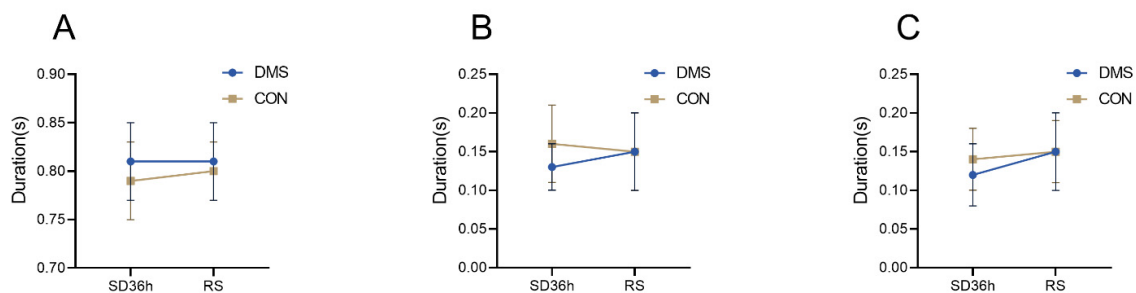 A
Duration(s)
0.90
0.85
0.80
0.75
0.70
SD36h
RS
DMS
CON
B
Duration(s)
0.25
0.20
0.15
0.10
0.05
0.00
SD36h
RS
DMS
CON
C
Duration(s)
0.25
0.20
0.15
0.10
0.05
0.00
SD36h
RS
DMS
CON